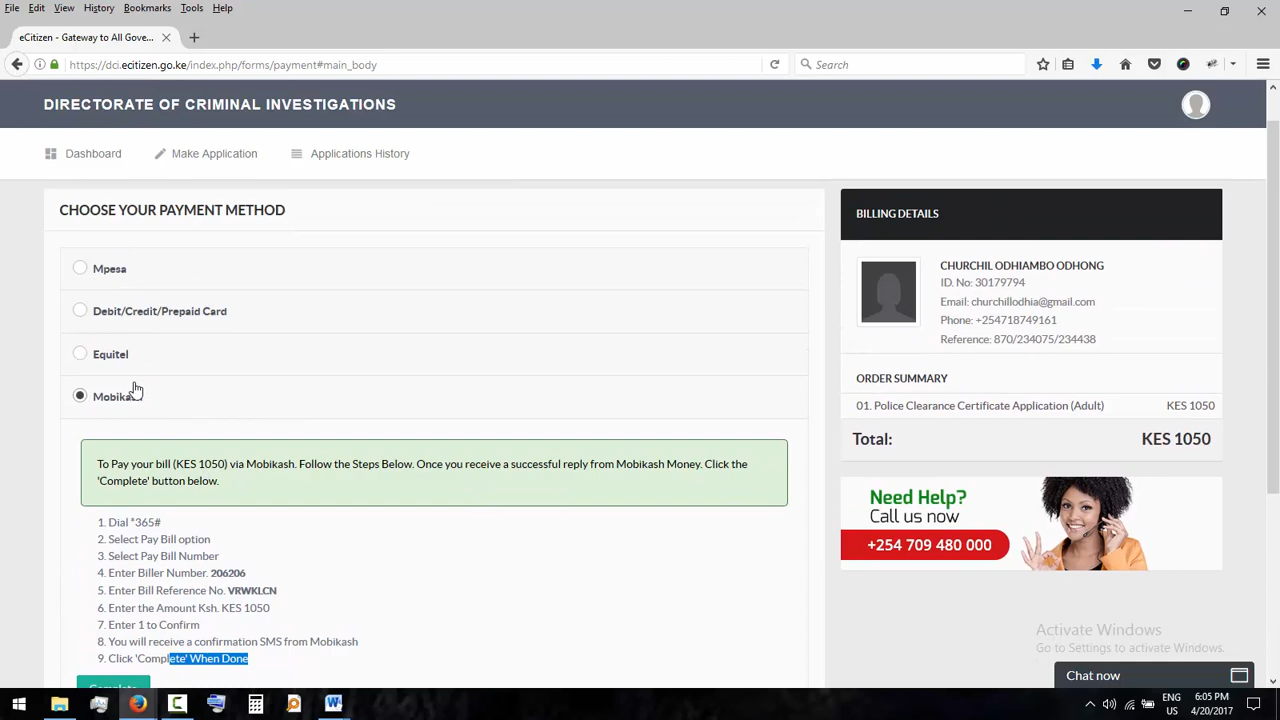 File Edit View History Bookmarks Tools Help
eCitizen - Gateway to All Gove...
https://dci.ecitizen.go.ke/index.php/forms/payment#main_body
Search
DIRECTORATE OF CRIMINAL INVESTIGATIONS
Dashboard Make Application Applications History
CHOOSE YOUR PAYMENT METHOD
Mpesa
Debit/Credit/Prepaid Card
Equitel
To Pay your bill (KES 1050) via Mobikash. Follow the Steps Below. Once you receive a successful reply from Mobikash Money. Click the
'Complete' button below.
1. Dial *365#
2. Select Pay Bill option
3. Select Pay Bill Number
4. Enter Biller Number. 206206
5. Enter Bill Reference No. VRWKLCN
6. Enter the Amount Ksh. KES 1050
7. Enter 1 to Confirm
8. You will receive a confirmation SMS from Mobikash
9. Click 'Complete' When Done
Complete
BILLING DETAILS
CHURCHIL ODHIAMBO ODHONG
ID. No: 30179794
Email: churchillodhia@gmail.com
Phone: +254718749161
Reference: 870/234075/234438
ORDER SUMMARY
01. Police Clearance Certificate Application (Adult) KES 1050
Total: KES 1050
Need Help?
Call us now
+254 709 480 000
Activate Windows
Go to Settings to activate Windows.
Chat now
ENG
US
6:05 PM
4/20/2017